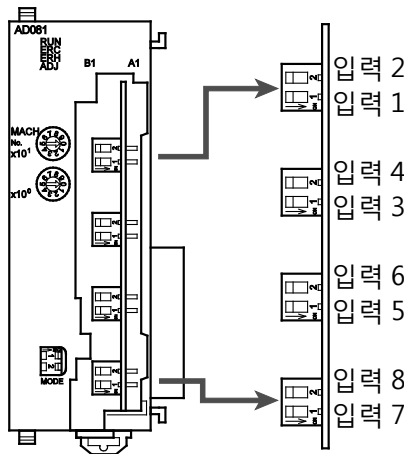 AD081
RUN
ERC
ERH
ADJ
B1
A1
MACH
No.
x10¹
x10⁰
MODE
입력 2
입력 1
입력 4
입력 3
입력 6
입력 5
입력 8
입력 7